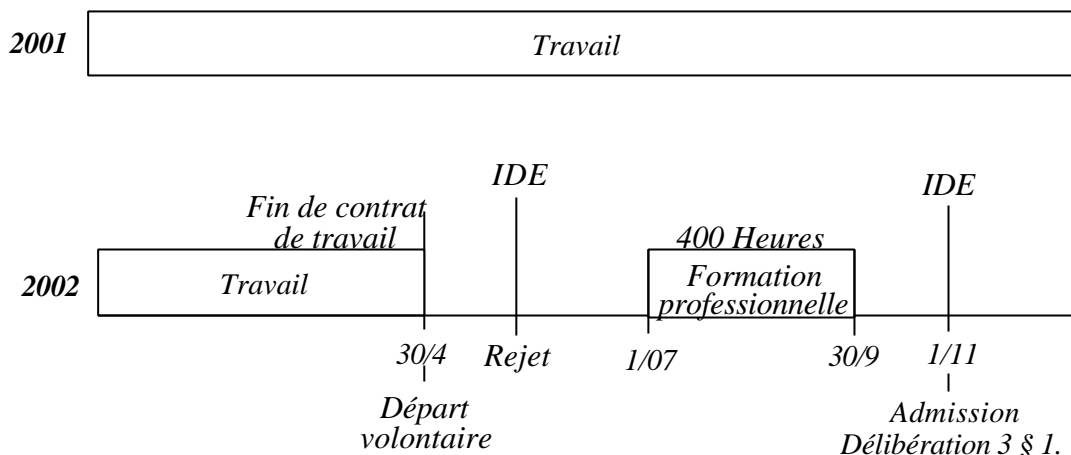 2001
Travail
IDE
IDE
Fin de contrat
de travail
400 Heures
2002
Travail
Formation
professionnelle
30/4
Rejet
1/07
30/9
1/11
Départ
volontaire
Admission
Délibération 3 § 1.